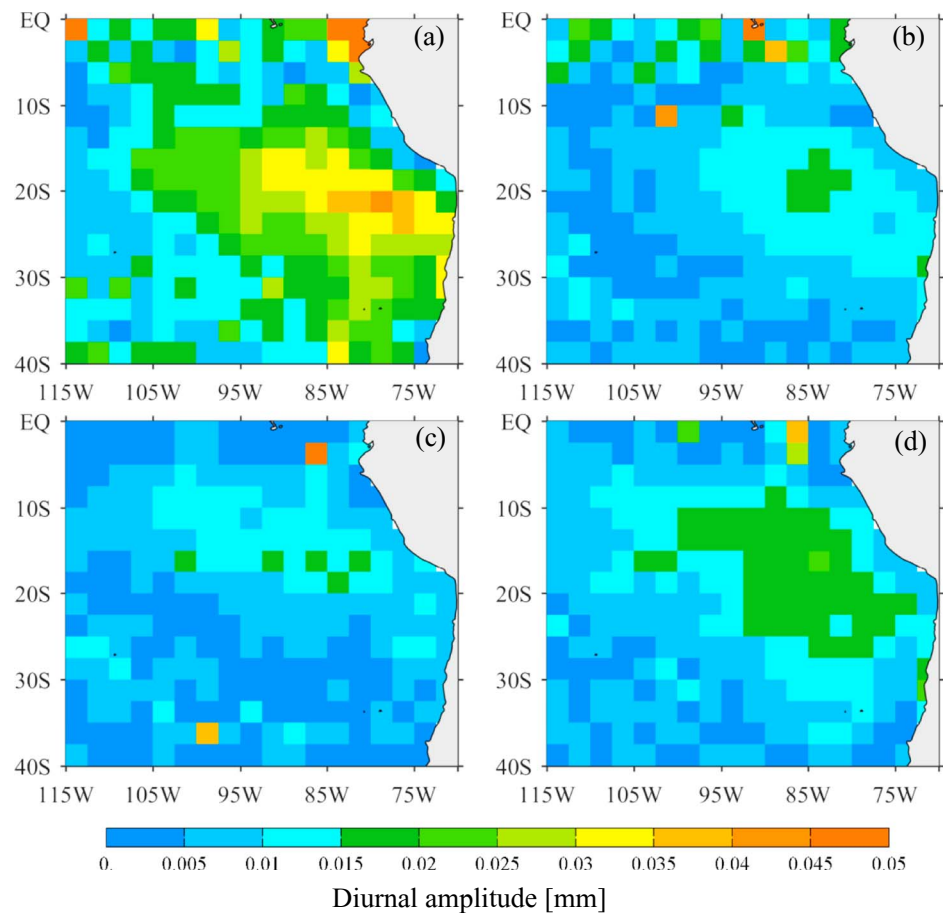 EQ (a) EQ (b)
10S 10S
20S 20S
30S 30S
40S 40S
115W 105W 95W 85W 75W 115W 105W 95W 85W 75W
EQ (c) EQ (d)
10S 10S
20S 20S
30S 30S
40S 40S
115W 105W 95W 85W 75W 115W 105W 95W 85W 75W
0. 0.005 0.01 0.015 0.02 0.025 0.03 0.035 0.04 0.045 0.05
Diurnal amplitude [mm]